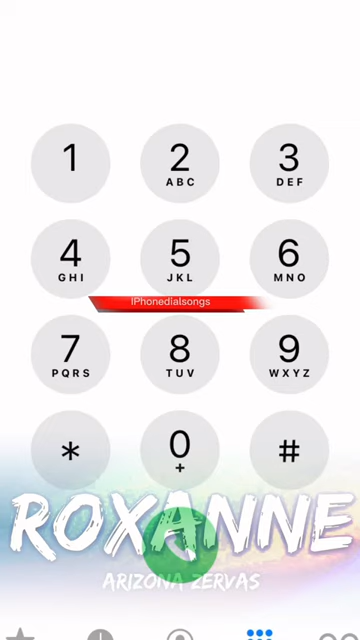 1 2 3
ABC DEF
4 5 6
GHI JKL MNO
IPhonedialsongs
7 8 9
PQRS TUV WXYZ
* 0 #
+
ROXANNE
ARIZONA ZERVAS